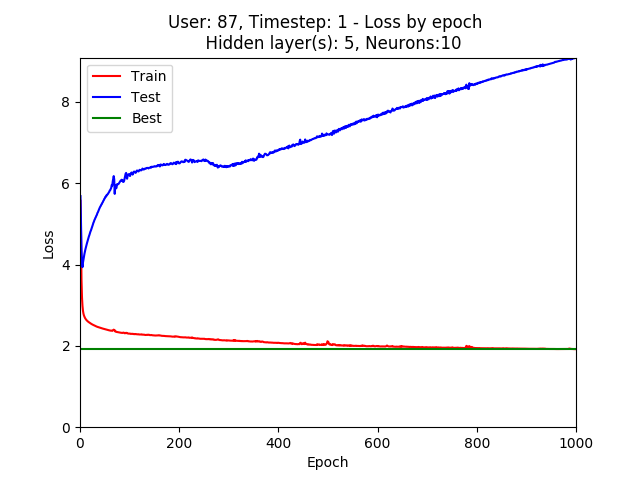 User: 87, Timestep: 1 - Loss by epoch
Hidden layer(s): 5, Neurons:10
Train
Test
Best
Loss
8
6
4
2
0
0 200 400 600 800 1000
Epoch